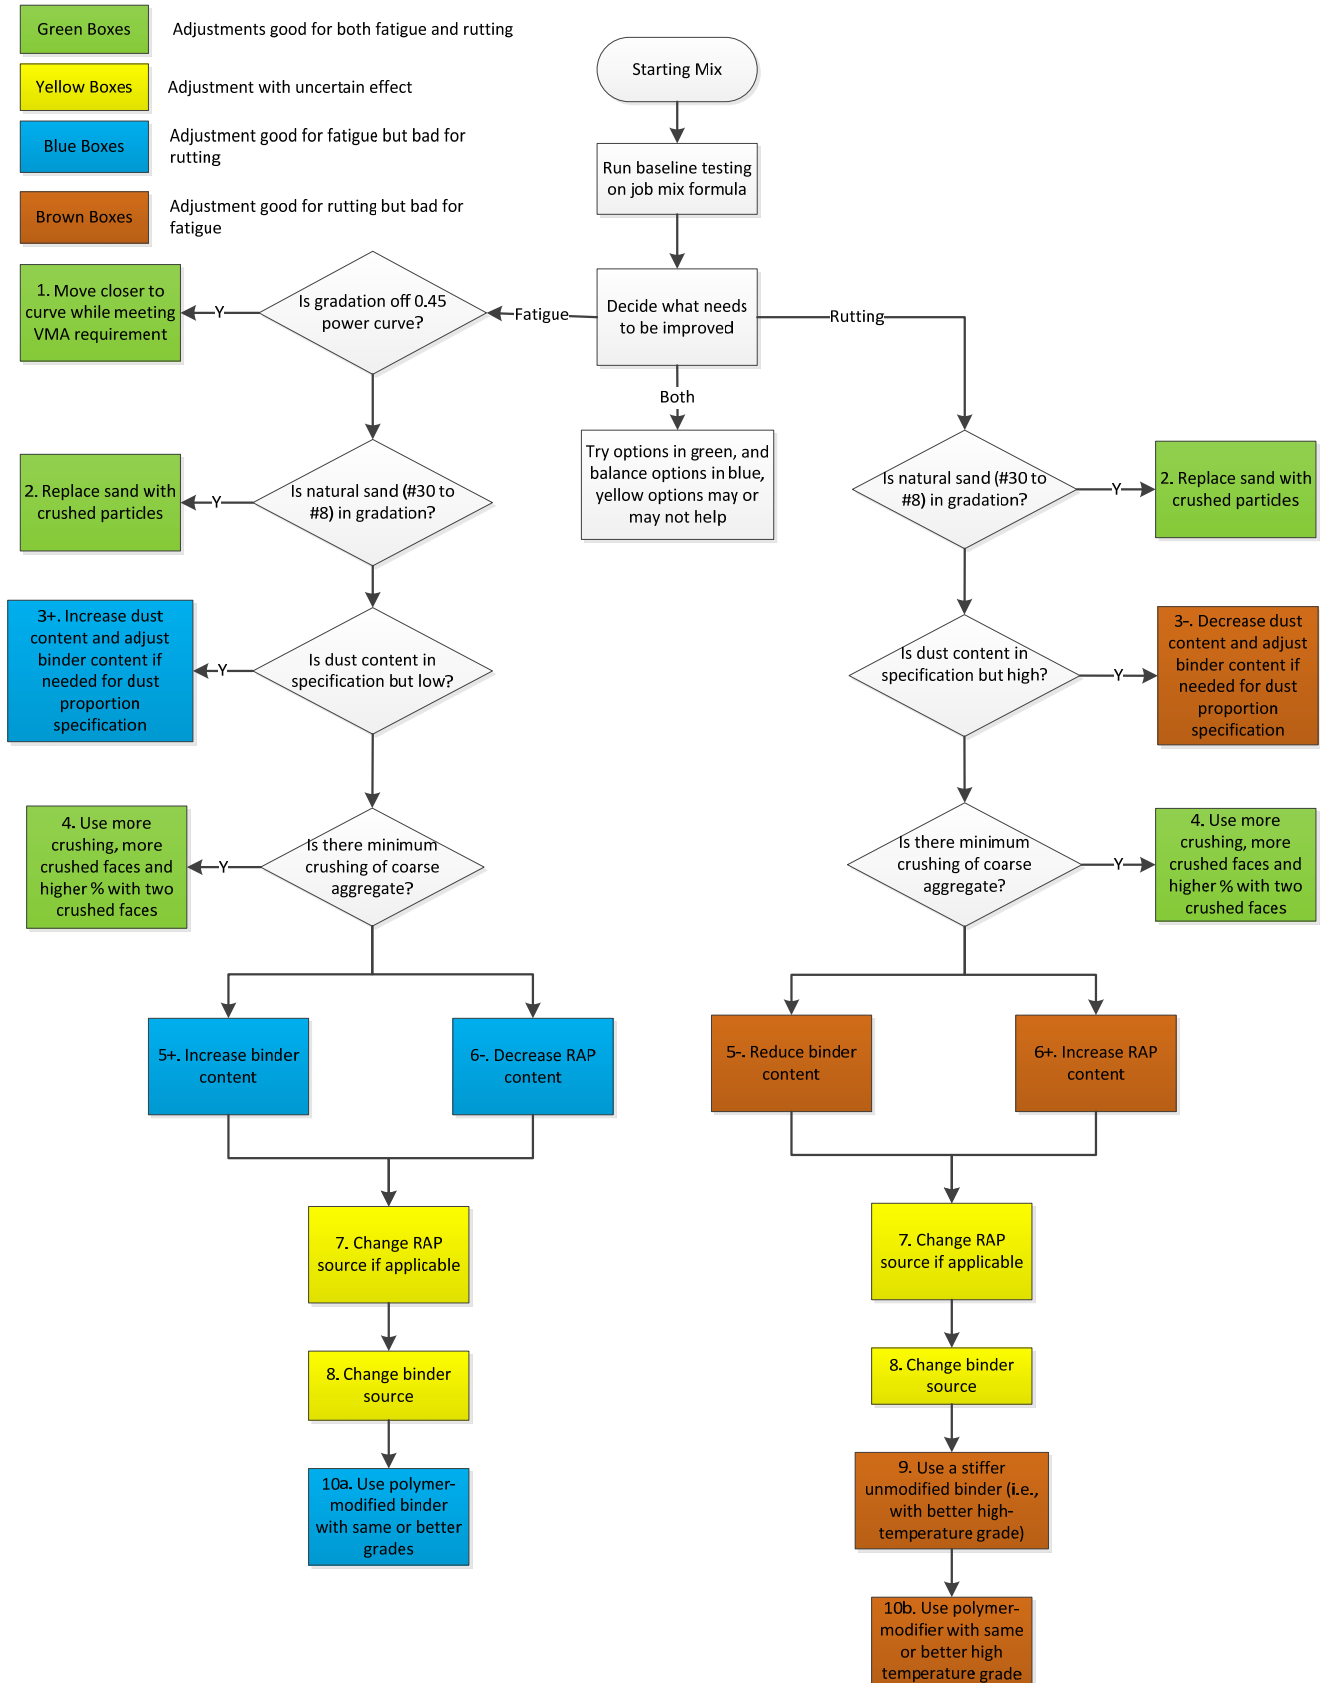 Green Boxes
Adjustments good for both fatigue and rutting
Yellow Boxes
Adjustment with uncertain effect
Blue Boxes
Adjustment good for fatigue but bad for
rutting
Brown Boxes
Adjustment good for rutting but bad for
fatigue
Starting Mix
Run baseline testing
on job mix formula
Decide what needs
to be improved
Fatigue
Rutting
Both
Try options in green, and
balance options in blue,
yellow options may or
may not help
Is gradation off 0.45
power curve?
Y
1. Move closer to
curve while meeting
VMA requirement
Is natural sand (#30 to
#8) in gradation?
Y
2. Replace sand with
crushed particles
Is dust content in
specification but low?
Y
3+. Increase dust
content and adjust
binder content if
needed for dust
proportion
specification
Is there minimum
crushing of coarse
aggregate?
Y
4. Use more
crushing, more
crushed faces and
higher % with two
crushed faces
5+. Increase binder
content
6-. Decrease RAP
content
7. Change RAP
source if applicable
8. Change binder
source
10a. Use polymer-
modified binder
with same or better
grades
Is natural sand (#30 to
#8) in gradation?
Y
2. Replace sand with
crushed particles
Is dust content in
specification but high?
Y
3-. Decrease dust
content and adjust
binder content if
needed for dust
proportion
specification
Is there minimum
crushing of coarse
aggregate?
Y
4. Use more
crushing, more
crushed faces and
higher % with two
crushed faces
5-. Reduce binder
content
6+. Increase RAP
content
7. Change RAP
source if applicable
8. Change binder
source
9. Use a stiffer
unmodified binder (i.e.,
with better high-
temperature grade)
10b. Use polymer-
modifier with same
or better high
temperature grade